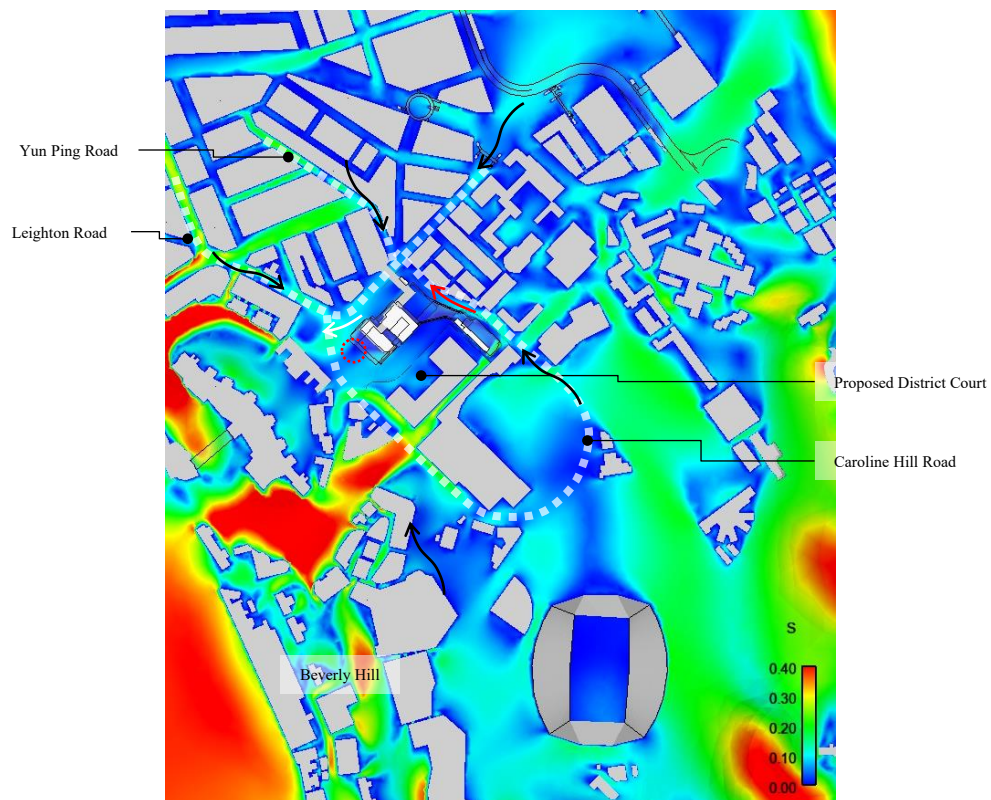 Yun Ping Road
Leighton Road
Proposed District Court
Caroline Hill Road
Beverly Hill
S
0.40
0.30
0.20
0.10
0.00